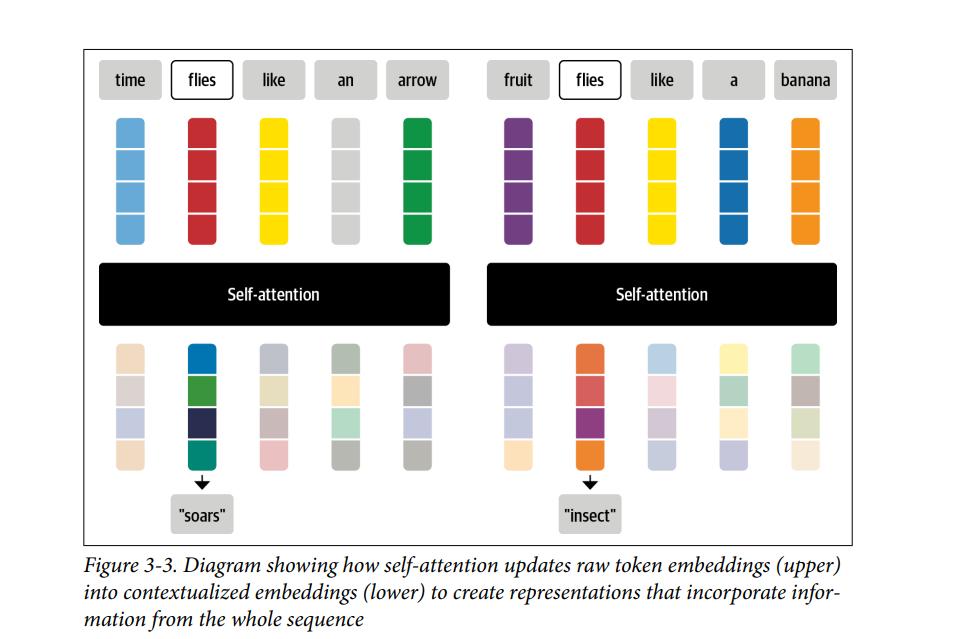 time flies like an arrow fruit flies like a banana
Self-attention Self-attention
"soars" "insect"
Figure 3-3. Diagram showing how self-attention updates raw token embeddings (upper)
into contextualized embeddings (lower) to create representations that incorporate infor-
mation from the whole sequence